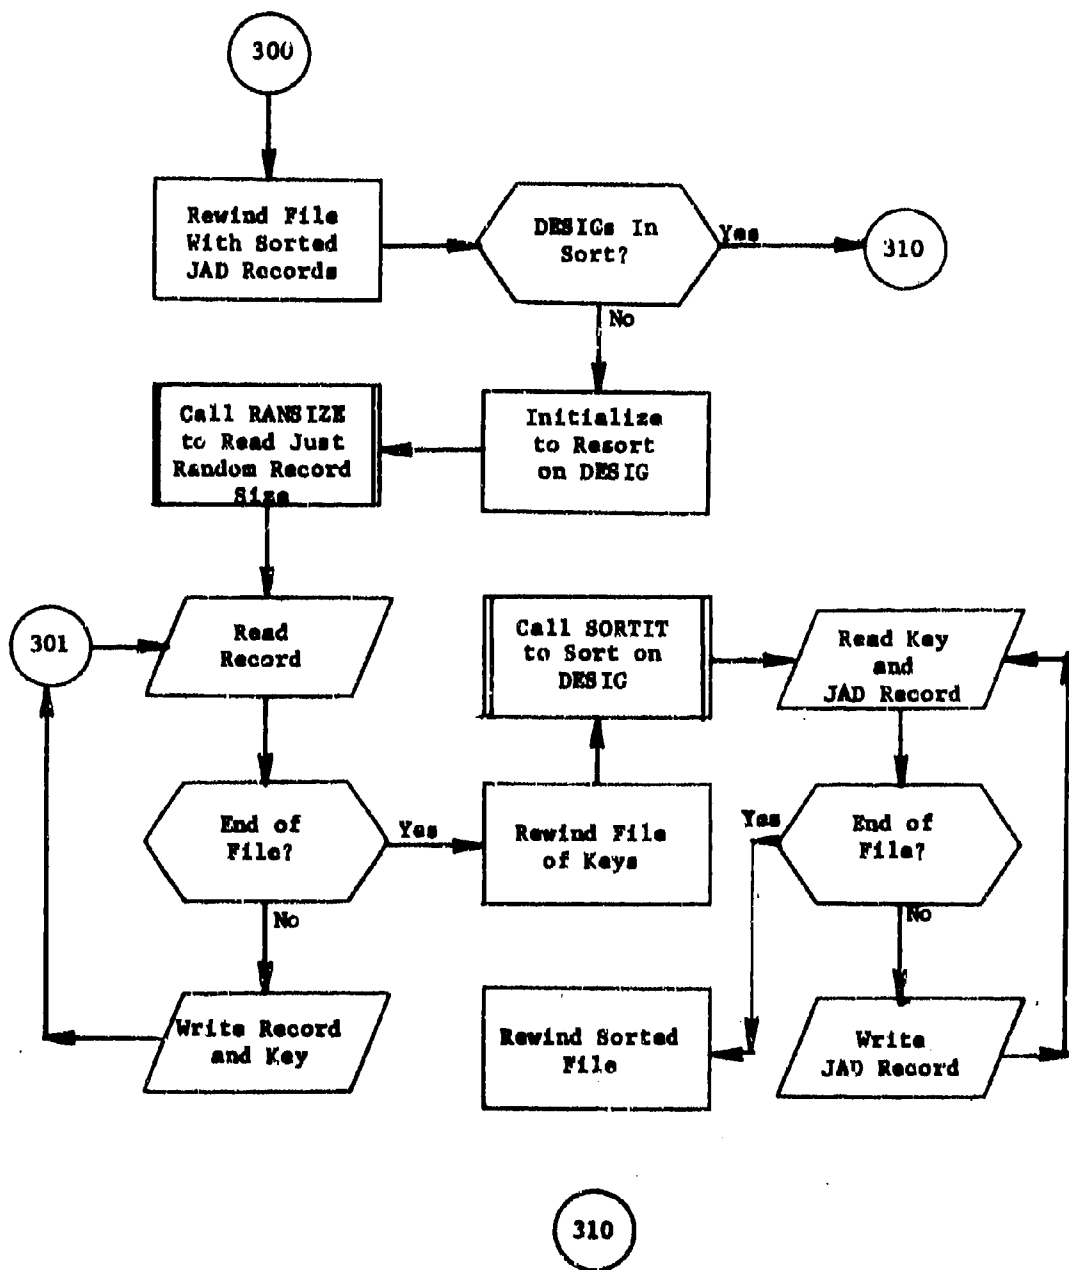 300
Rewind File
With Sorted
JAD Records
DESIGs In
Sort?
Yes
310
No
Initialize
to Resort
on DESIG
Call RANSIZE
to Read Just
Random Record
Size
301
Read
Record
End of
File?
Yes
No
Write Record
and Key
Rewind File
of Keys
Call SORTIT
to Sort on
DESIG
Read Key
and
JAD Record
End of
File?
Yes
No
Write
JAD Record
Rewind Sorted
File
310